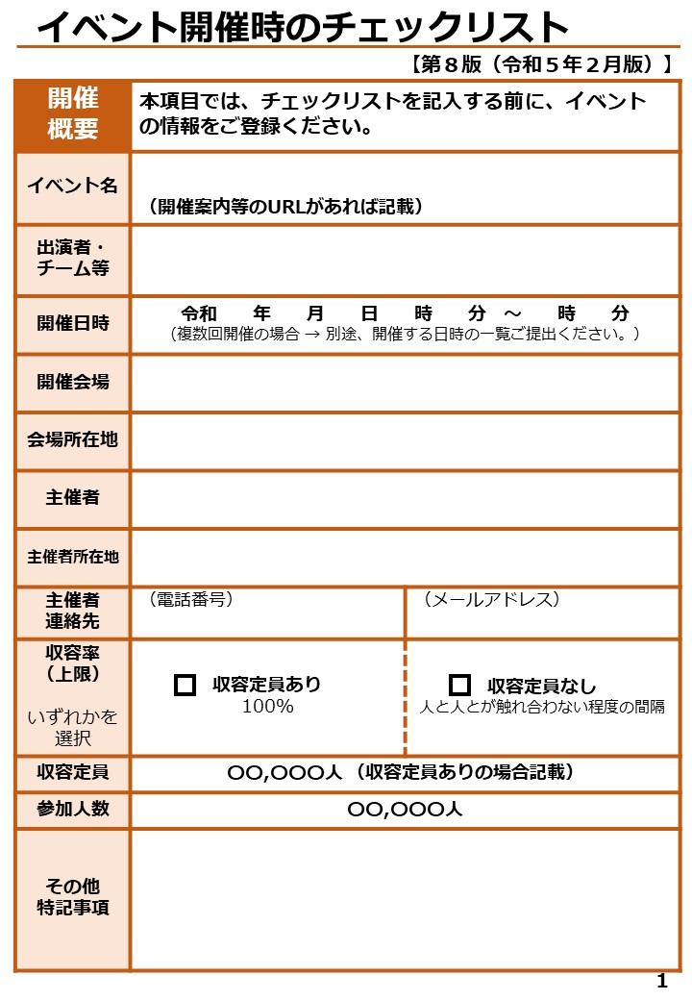 イベント開催時のチェックリスト
【第８版（令和５年２月版）】
開催
概要
本項目では、チェックリストを記入する前に、イベント
の情報をご登録ください。
イベント名
（開催案内等のURLがあれば記載）
出演者・
チーム等
開催日時
令和　　年　　月　　日　　時　　分　～　　時　　分
（複数回開催の場合 → 別途、開催する日時の一覧ご提出ください。）
開催会場
会場所在地
主催者
主催者所在地
主催者
連絡先
（電話番号）
（メールアドレス）
収容率
（上限）
いずれかを
選択
□　収容定員あり
100%
□　収容定員なし
人と人とが触れ合わない程度の間隔
収容定員
〇〇,〇〇〇人（収容定員ありの場合記載）
参加人数
〇〇,〇〇〇人
その他
特記事項
1